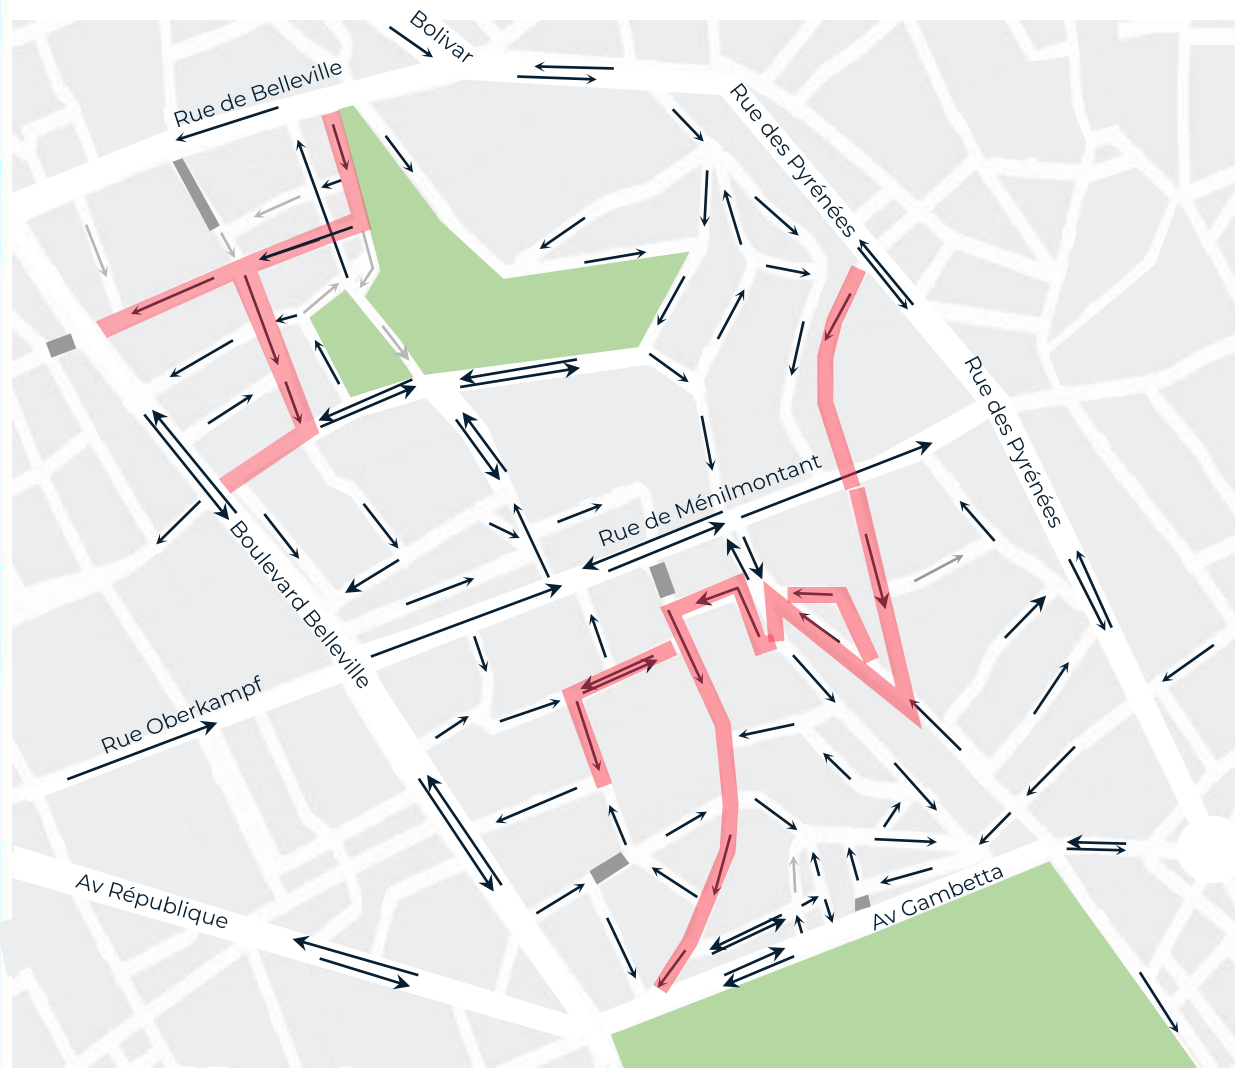 Bolivar
Rue de Belleville
Rue des Pyrénées
Rue des Pyrénées
Rue de Ménilmontant
Boulevard Belleville
Rue Oberkampf
Av République
Av Gambetta